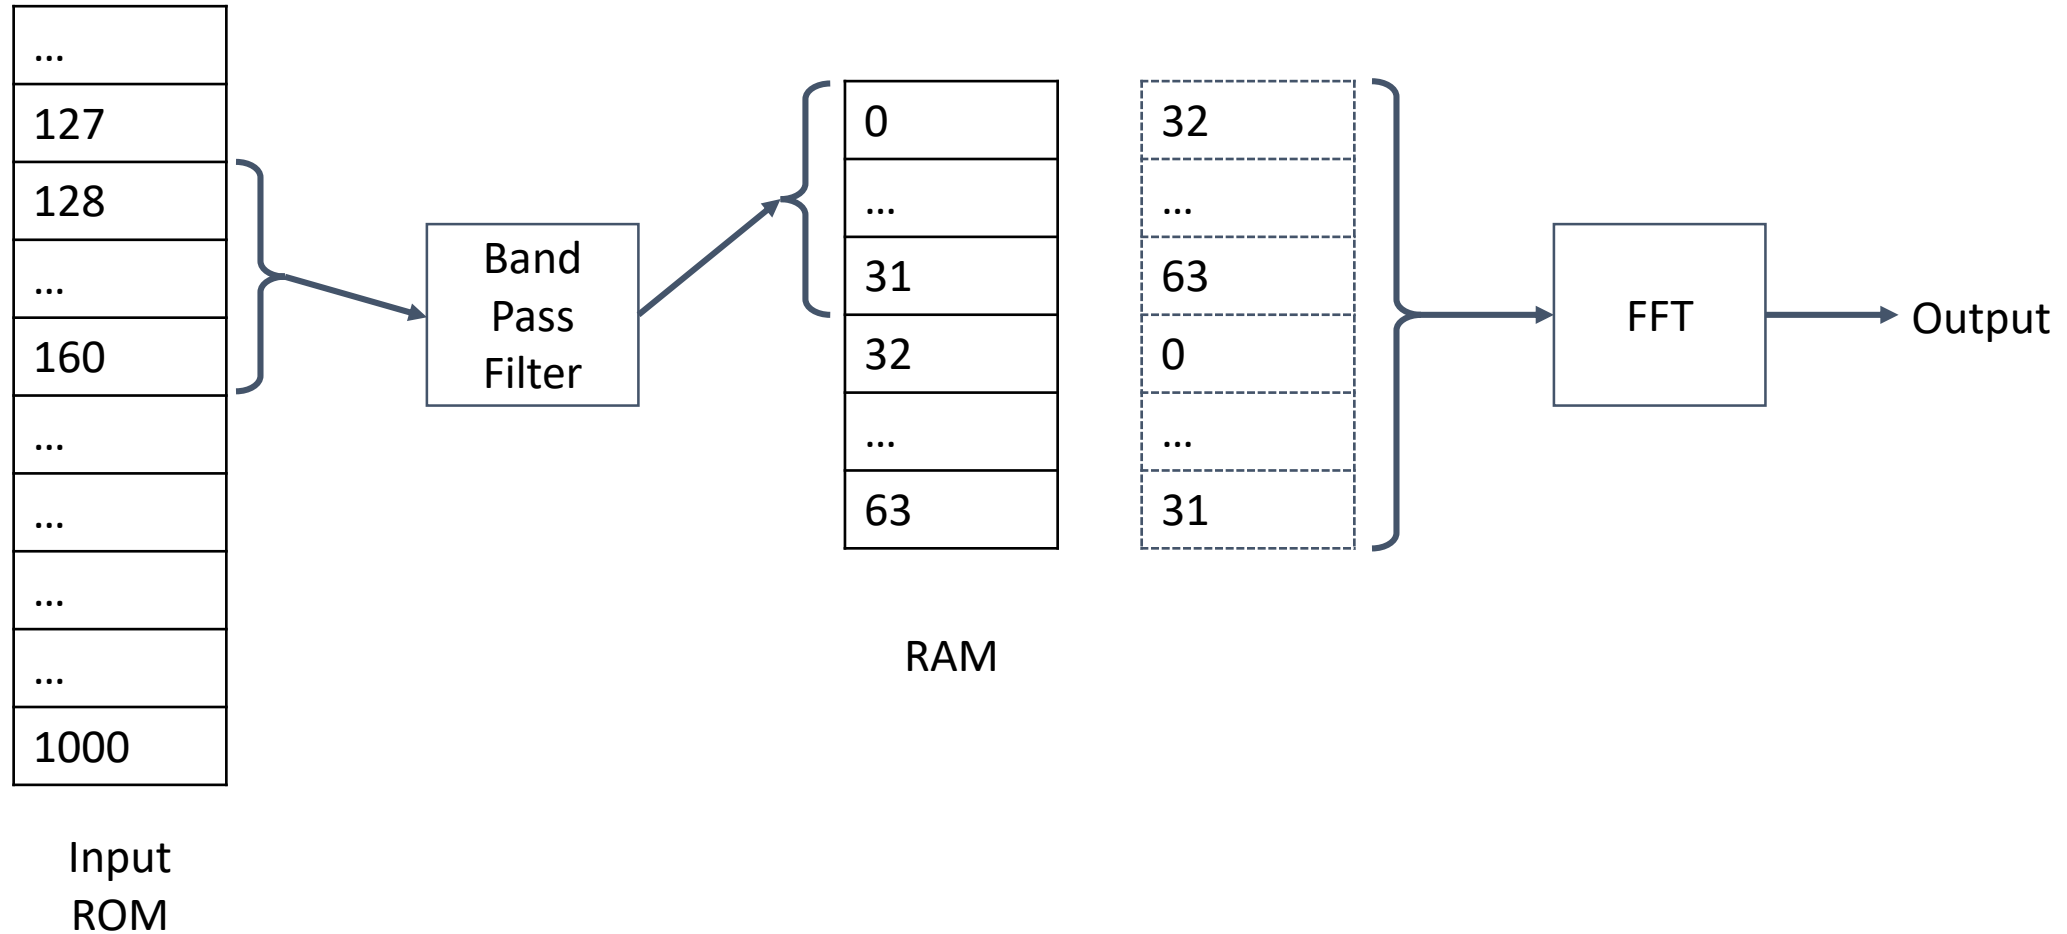 ...
127
128
...
160
...
...
...
...
1000
Input
ROM
Band
Pass
Filter
0
...
31
32
...
63
RAM
32
...
63
0
...
31
FFT
Output